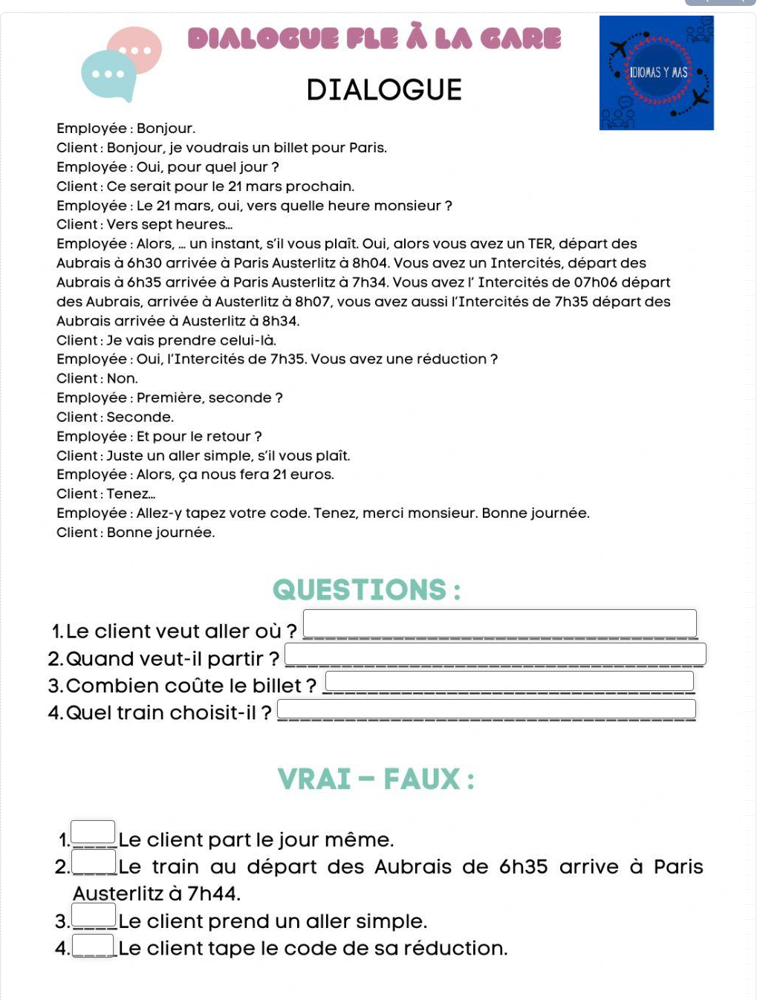 DIALOGUE FLE À LA GARE
IDIOMAS Y MAS
DIALOGUE
Employée : Bonjour.
Client : Bonjour, je voudrais un billet pour Paris.
Employée : Oui, pour quel jour ?
Client : Ce serait pour le 21 mars prochain.
Employée : Le 21 mars, oui, vers quelle heure monsieur ?
Client : Vers sept heures...
Employée : Alors, ... un instant, s'il vous plaît. Oui, alors vous avez un TER, départ des
Aubrais à 6h30 arrivée à Paris Austerlitz à 8h04. Vous avez un Intercités, départ des
Aubrais à 6h35 arrivée à Paris Austerlitz à 7h34. Vous avez l' Intercités de 07h06 départ
des Aubrais, arrivée à Austerlitz à 8h07, vous avez aussi l'Intercités de 7h35 départ des
Aubrais arrivée à Austerlitz à 8h34.
Client : Je vais prendre celui-là.
Employée : Oui, l'Intercités de 7h35. Vous avez une réduction ?
Client : Non.
Employée : Première, seconde ?
Client : Seconde.
Employée : Et pour le retour ?
Client : Juste un aller simple, s'il vous plaît.
Employée : Alors, ça nous fera 21 euros.
Client : Tenez...
Employée : Allez-y tapez votre code. Tenez, merci monsieur. Bonne journée.
Client : Bonne journée.
QUESTIONS :
1. Le client veut aller où ?
2. Quand veut-il partir ?
3. Combien coûte le billet ?
4. Quel train choisit-il ?
VRAI - FAUX :
1. Le client part le jour même.
2. Le train au départ des Aubrais de 6h35 arrive à Paris
Austerlitz à 7h44.
3. Le client prend un aller simple.
4. Le client tape le code de sa réduction.